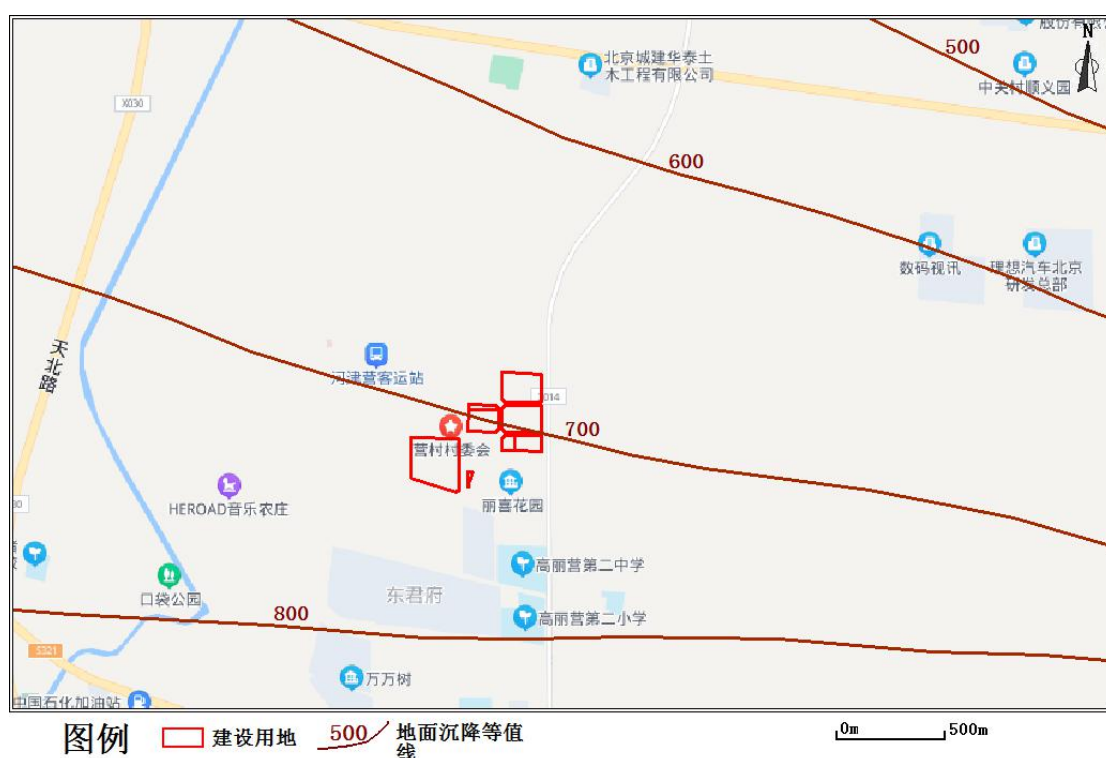 股份有限
500
N
北京城建华泰土
木工程有限公司
中关村顺义园
X030
600
数码视讯
理想汽车北京
研发总部
天北路
河津营客运站
700
营村村委会
丽喜花园
HEROAD音乐农庄
高丽营第二中学
东君府
口袋公园
800
高丽营第二小学
S321
万万树
中国石化加油站
图例
建设用地
500
地面沉降等值
线
0m
500m